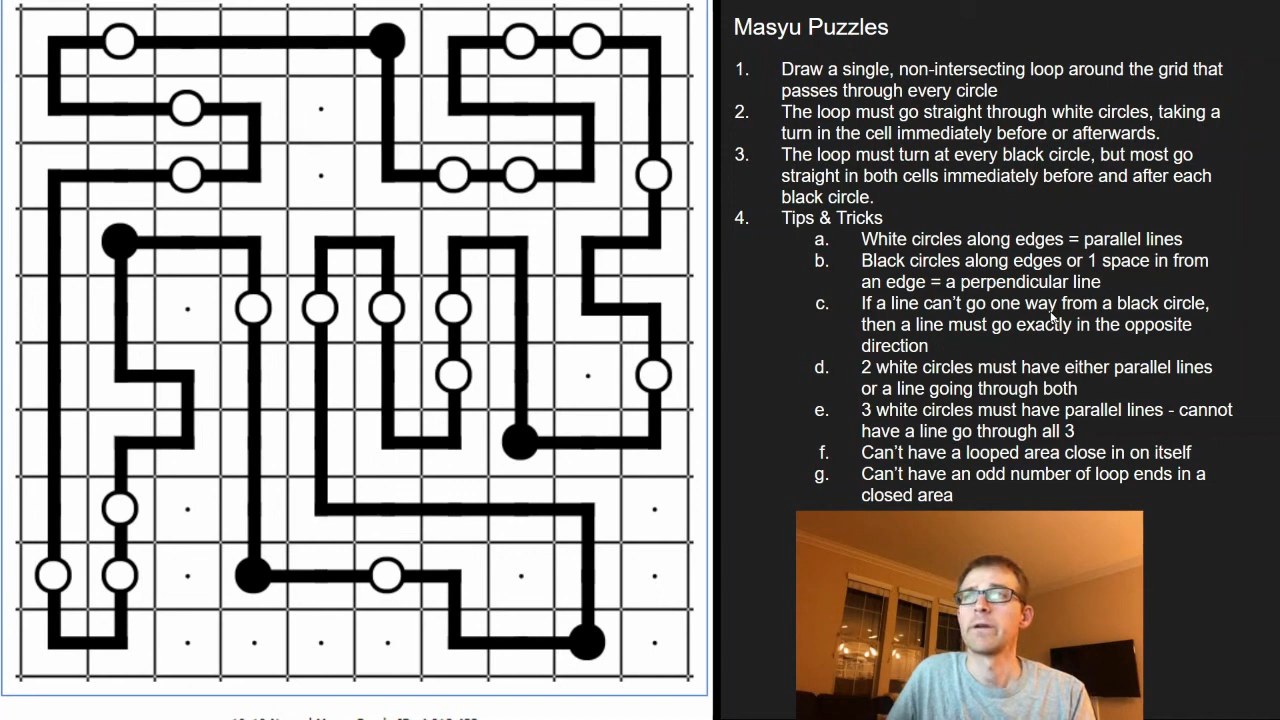 Masyu Puzzles
1. Draw a single, non-intersecting loop around the grid that
passes through every circle
2. The loop must go straight through white circles, taking a
turn in the cell immediately before or afterwards.
3. The loop must turn at every black circle, but most go
straight in both cells immediately before and after each
black circle.
4. Tips & Tricks
a. White circles along edges = parallel lines
b. Black circles along edges or 1 space in from
an edge = a perpendicular line
c. If a line can't go one way from a black circle,
then a line must go exactly in the opposite
direction
d. 2 white circles must have either parallel lines
or a line going through both
e. 3 white circles must have parallel lines - cannot
have a line go through all 3
f. Can't have a looped area close in on itself
g. Can't have an odd number of loop ends in a
closed area